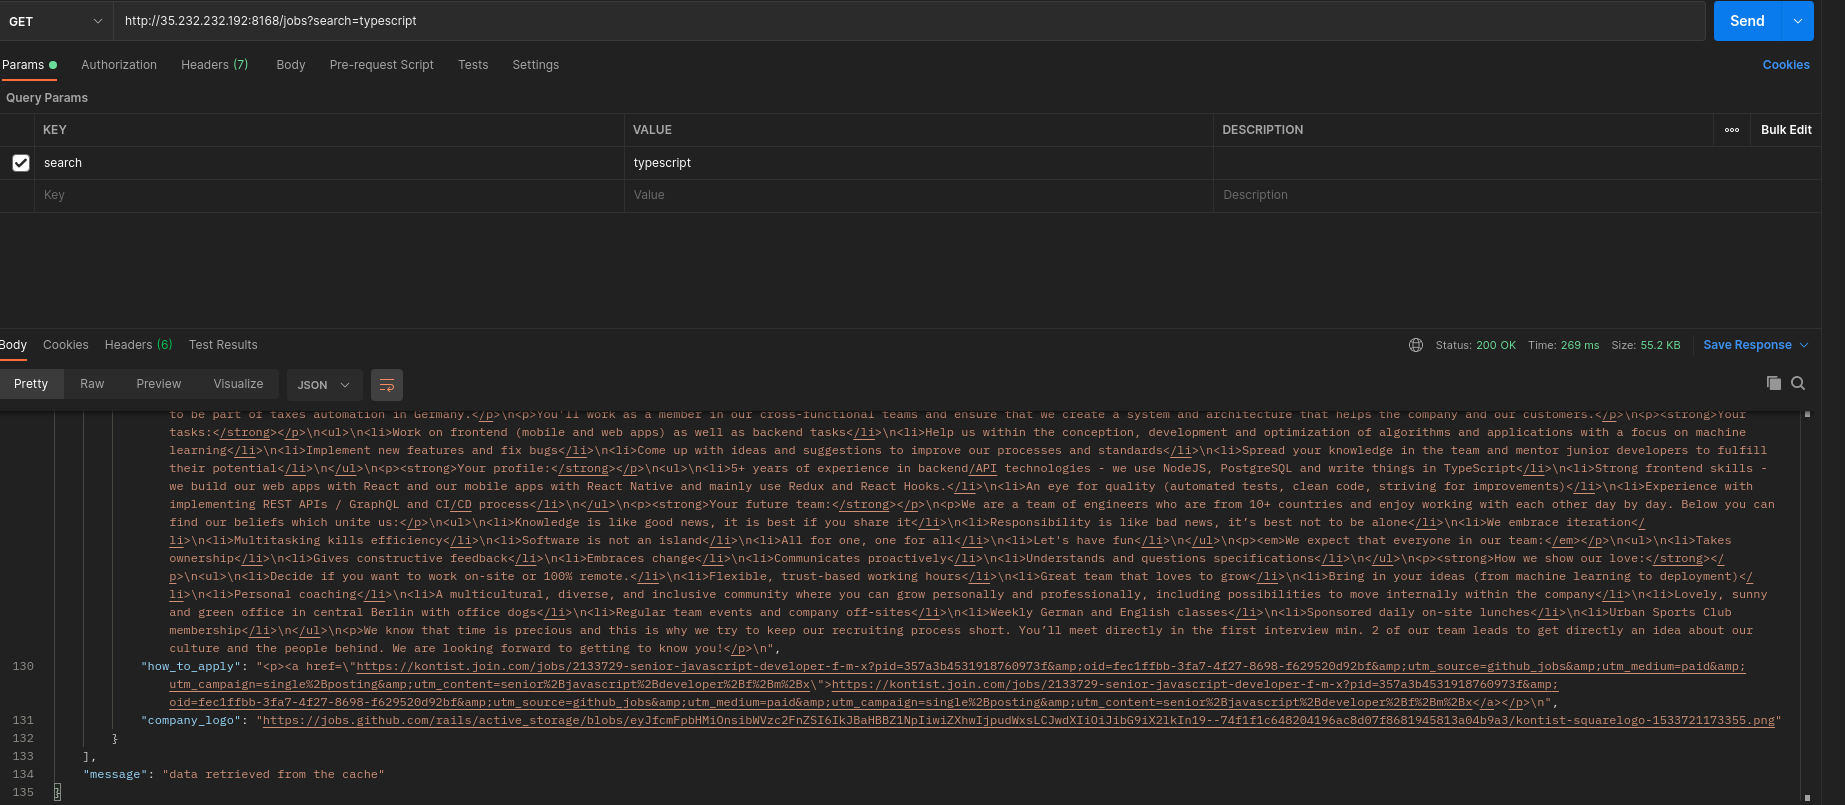 GET http://35.232.232.192:8168/jobs?search=typescript Send
Params Authorization Headers (7) Body Pre-request Script Tests Settings Cookies
Query Params
KEY VALUE DESCRIPTION ooo Bulk Edit
search typescript
Key Value Description
Body Cookies Headers (6) Test Results Status: 200 OK Time: 269 ms Size: 55.2 KB Save Response
Pretty Raw Preview Visualize JSON
to be part of taxes automation in Germany.</p>\n<p>You'll work as a member in our cross-functional teams and ensure that we create a system and architecture that helps the company and our customers.</p>\n<p><strong>Your
tasks:</strong></p>\n<ul>\n<li>Work on frontend (mobile and web apps) as well as backend tasks</li>\n<li>Help us within the conception, development and optimization of algorithms and applications with a focus on machine
learning</li>\n<li>Implement new features and fix bugs</li>\n<li>Come up with ideas and suggestions to improve our processes and standards</li>\n<li>Spread your knowledge in the team and mentor junior developers to fulfill
their potential</li>\n</ul>\n<p><strong>Your profile:</strong></p>\n<ul>\n<li>5+ years of experience in backend/API technologies - we use NodeJS, PostgreSQL and write things in TypeScript</li>\n<li>Strong frontend skills -
we build our web apps with React and our mobile apps with React Native and mainly use Redux and React Hooks.</li>\n<li>An eye for quality (automated tests, clean code, striving for improvements)</li>\n<li>Experience with
implementing REST APIs / GraphQL and CI/CD process</li>\n</ul>\n<p><strong>Your future team:</strong></p>\n<p>We are a team of engineers who are from 10+ countries and enjoy working with each other day by day. Below you can
find our beliefs which unite us:</p>\n<ul>\n<li>Knowledge is like good news, it is best if you share it</li>\n<li>Responsibility is like bad news, it’s best not to be alone</li>\n<li>We embrace iteration</
li>\n<li>Multitasking kills efficiency</li>\n<li>Software is not an island</li>\n<li>All for one, one for all</li>\n<li>Let's have fun</li>\n</ul>\n<p><em>We expect that everyone in our team:</em></p>\n<ul>\n<li>Takes
ownership</li>\n<li>Gives constructive feedback</li>\n<li>Embraces change</li>\n<li>Communicates proactively</li>\n<li>Understands and questions specifications</li>\n</ul>\n<p><strong>How we show our love:</strong></
p>\n<ul>\n<li>Decide if you want to work on-site or 100% remote.</li>\n<li>Flexible, trust-based working hours</li>\n<li>Great team that loves to grow</li>\n<li>Bring in your ideas (from machine learning to deployment)</
li>\n<li>Personal coaching</li>\n<li>A multicultural, diverse, and inclusive community where you can grow personally and professionally, including possibilities to move internally within the company</li>\n<li>Lovely, sunny
and green office in central Berlin with office dogs</li>\n<li>Regular team events and company off-sites</li>\n<li>Weekly German and English classes</li>\n<li>Sponsored daily on-site lunches</li>\n<li>Urban Sports Club
membership</li>\n</ul>\n<p>We know that time is precious and this is why we try to keep our recruiting process short. You’ll meet directly in the first interview min. 2 of our team leads to get directly an idea about our
culture and the people behind. We are looking forward to getting to know you!</p>\n",
130 "how_to_apply": "<p><a href=\"https://kontist.join.com/jobs/2133729-senior-javascript-developer-f-m-x?pid=357a3b4531918760973f&amp;oid=fec1ffbb-3fa7-4f27-8698-f629520d92bf&amp;utm_source=github_jobs&amp;utm_medium=paid&amp;
utm_campaign=single%2Bposting&amp;utm_content=senior%2Bjavascript%2Bdeveloper%2Bf%2Bm%2Bx\">https://kontist.join.com/jobs/2133729-senior-javascript-developer-f-m-x?pid=357a3b4531918760973f&amp;
oid=fec1ffbb-3fa7-4f27-8698-f629520d92bf&amp;utm_source=github_jobs&amp;utm_medium=paid&amp;utm_campaign=single%2Bposting&amp;utm_content=senior%2Bjavascript%2Bdeveloper%2Bf%2Bm%2Bx</a></p>\n",
131 "company_logo": "https://jobs.github.com/rails/active_storage/blobs/eyJfcmFpbHMiOnsibWVzc2FnZSI6IkJBaHBBZ1NpIiwiZXhwIjpudWxsLCJwdXIiOiJibG9iX2lkIn19--74f1f1c648204196ac8d07f8681945813a04b9a3/kontist-squarelogo-1533721173355.png"
132 }
133 ],
134 "message": "data retrieved from the cache"
135 }